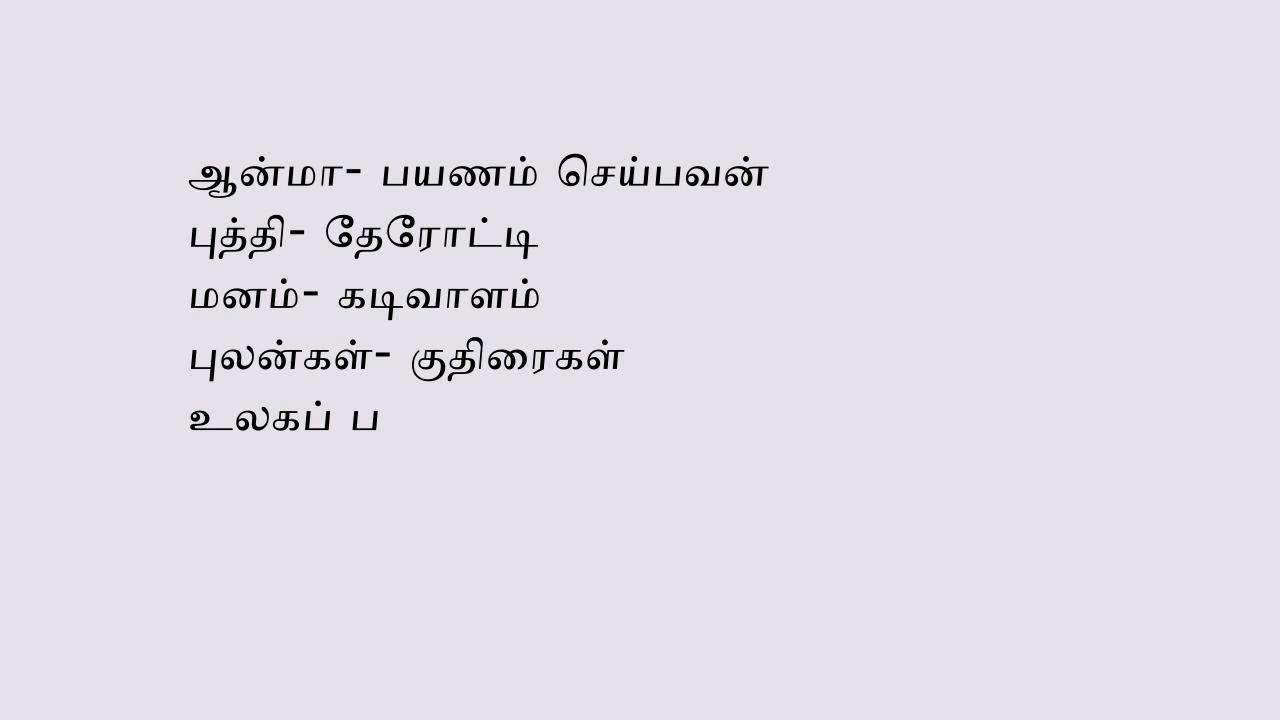 ஆன்மா- பயணம் செய்பவன்
புத்தி- தேரோட்டி
மனம்- கடிவாளம்
புலன்கள்- குதிரைகள்
உலகப் ப